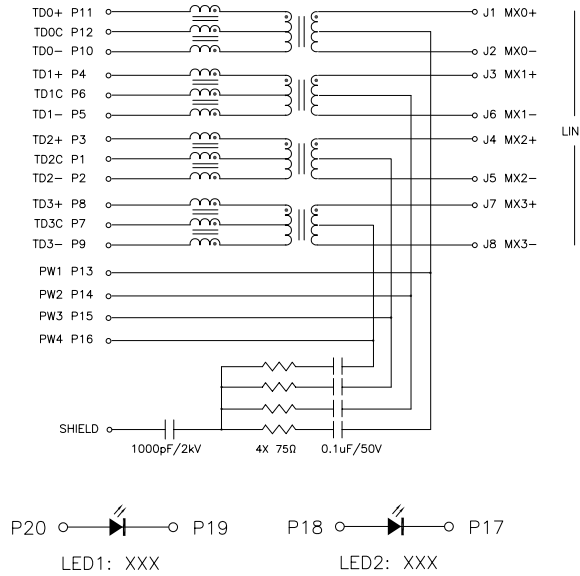 TD0+ P11 J1 MX0+
TD0C P12
TD0- P10 J2 MX0-
TD1+ P4 J3 MX1+
TD1C P6
TD1- P5 J6 MX1-
LIN
TD2+ P3 J4 MX2+
TD2C P1
TD2- P2 J5 MX2-
TD3+ P8 J7 MX3+
TD3C P7
TD3- P9 J8 MX3-
PW1 P13
PW2 P14
PW3 P15
PW4 P16
SHIELD
1000pF/2kV 4X 75Ω 0.1uF/50V
P20 P19 P18 P17
LED1: XXX LED2: XXX